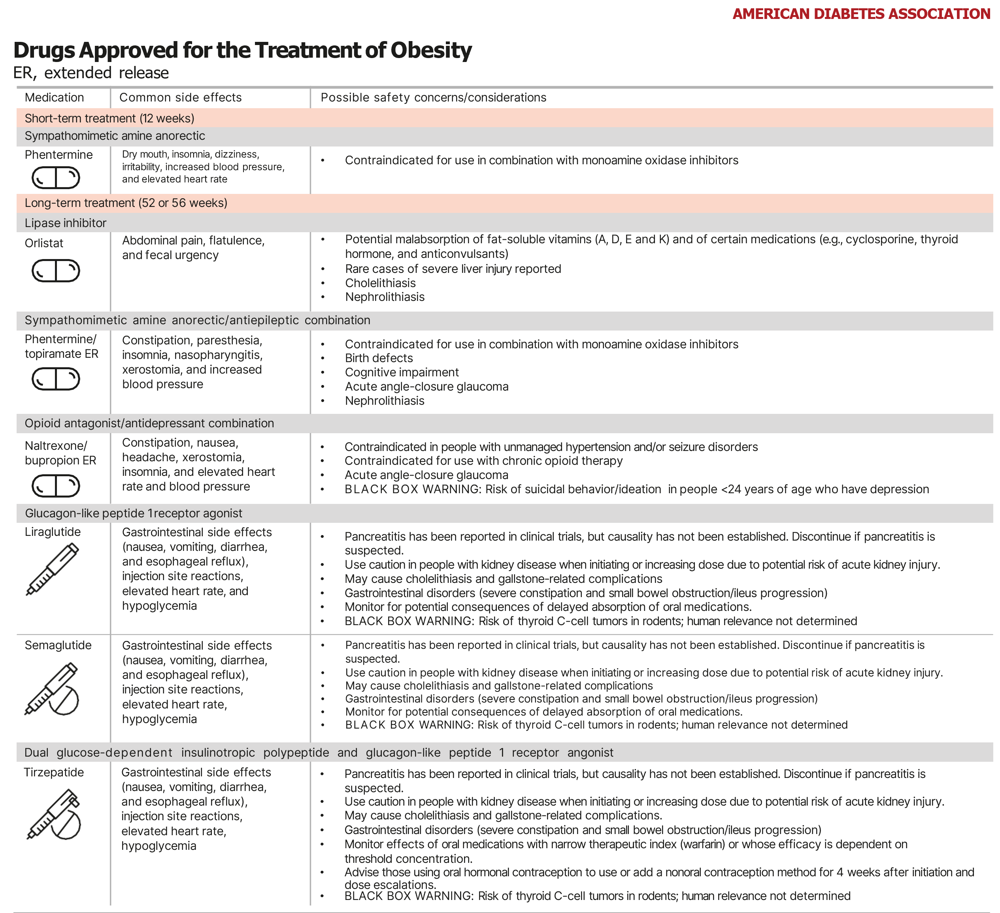 AMERICAN DIABETES ASSOCIATION
Drugs Approved for the Treatment of Obesity
ER, extended release
Medication
Common side effects
Possible safety concerns/considerations
Short-term treatment (12 weeks)
Sympathomimetic amine anorectic
Phentermine
Dry mouth, insomnia, dizziness,
irritability, increased blood pressure,
and elevated heart rate
• Contraindicated for use in combination with monoamine oxidase inhibitors
Long-term treatment (52 or 56 weeks)
Lipase inhibitor
Orlistat
Abdominal pain, flatulence,
and fecal urgency
• Potential malabsorption of fat-soluble vitamins (A, D, E and K) and of certain medications (e.g., cyclosporine, thyroid
hormone, and anticonvulsants)
• Rare cases of severe liver injury reported
• Cholelithiasis
• Nephrolithiasis
Sympathomimetic amine anorectic/antiepileptic combination
Phentermine/
topiramate ER
Constipation, paresthesia,
insomnia, nasopharyngitis,
xerostomia, and increased
blood pressure
• Contraindicated for use in combination with monoamine oxidase inhibitors
• Birth defects
• Cognitive impairment
• Acute angle-closure glaucoma
• Nephrolithiasis
Opioid antagonist/antidepressant combination
Naltrexone/
bupropion ER
Constipation, nausea,
headache, xerostomia,
insomnia, and elevated heart
rate and blood pressure
• Contraindicated in people with unmanaged hypertension and/or seizure disorders
• Contraindicated for use with chronic opioid therapy
• Acute angle-closure glaucoma
• BLACK BOX WARNING: Risk of suicidal behavior/ideation in people <24 years of age who have depression
Glucagon-like peptide 1 receptor agonist
Liraglutide
Gastrointestinal side effects
(nausea, vomiting, diarrhea,
and esophageal reflux),
injection site reactions,
elevated heart rate, and
hypoglycemia
• Pancreatitis has been reported in clinical trials, but causality has not been established. Discontinue if pancreatitis is
suspected.
• Use caution in people with kidney disease when initiating or increasing dose due to potential risk of acute kidney injury.
• May cause cholelithiasis and gallstone-related complications
• Gastrointestinal disorders (severe constipation and small bowel obstruction/ileus progression)
• Monitor for potential consequences of delayed absorption of oral medications.
• BLACK BOX WARNING: Risk of thyroid C-cell tumors in rodents; human relevance not determined
Semaglutide
Gastrointestinal side effects
(nausea, vomiting, diarrhea,
and esophageal reflux),
injection site reactions,
elevated heart rate,
hypoglycemia
• Pancreatitis has been reported in clinical trials, but causality has not been established. Discontinue if pancreatitis is
suspected.
• Use caution in people with kidney disease when initiating or increasing dose due to potential risk of acute kidney injury.
• May cause cholelithiasis and gallstone-related complications
• Gastrointestinal disorders (severe constipation and small bowel obstruction/ileus progression)
• Monitor for potential consequences of delayed absorption of oral medications.
• BLACK BOX WARNING: Risk of thyroid C-cell tumors in rodents; human relevance not determined
Dual glucose-dependent insulinotropic polypeptide and glucagon-like peptide 1 receptor angonist
Tirzepatide
Gastrointestinal side effects
(nausea, vomiting, diarrhea,
and esophageal reflux),
injection site reactions,
elevated heart rate,
hypoglycemia
• Pancreatitis has been reported in clinical trials, but causality has not been established. Discontinue if pancreatitis is
suspected.
• Use caution in people with kidney disease when initiating or increasing dose due to potential risk of acute kidney injury.
• May cause cholelithiasis and gallstone-related complications.
• Gastrointestinal disorders (severe constipation and small bowel obstruction/ileus progression)
• Monitor effects of oral medications with narrow therapeutic index (warfarin) or whose efficacy is dependent on
threshold concentration.
• Advise those using oral hormonal contraception to use or add a nonoral contraception method for 4 weeks after initiation and
dose escalations.
• BLACK BOX WARNING: Risk of thyroid C-cell tumors in rodents; human relevance not determined